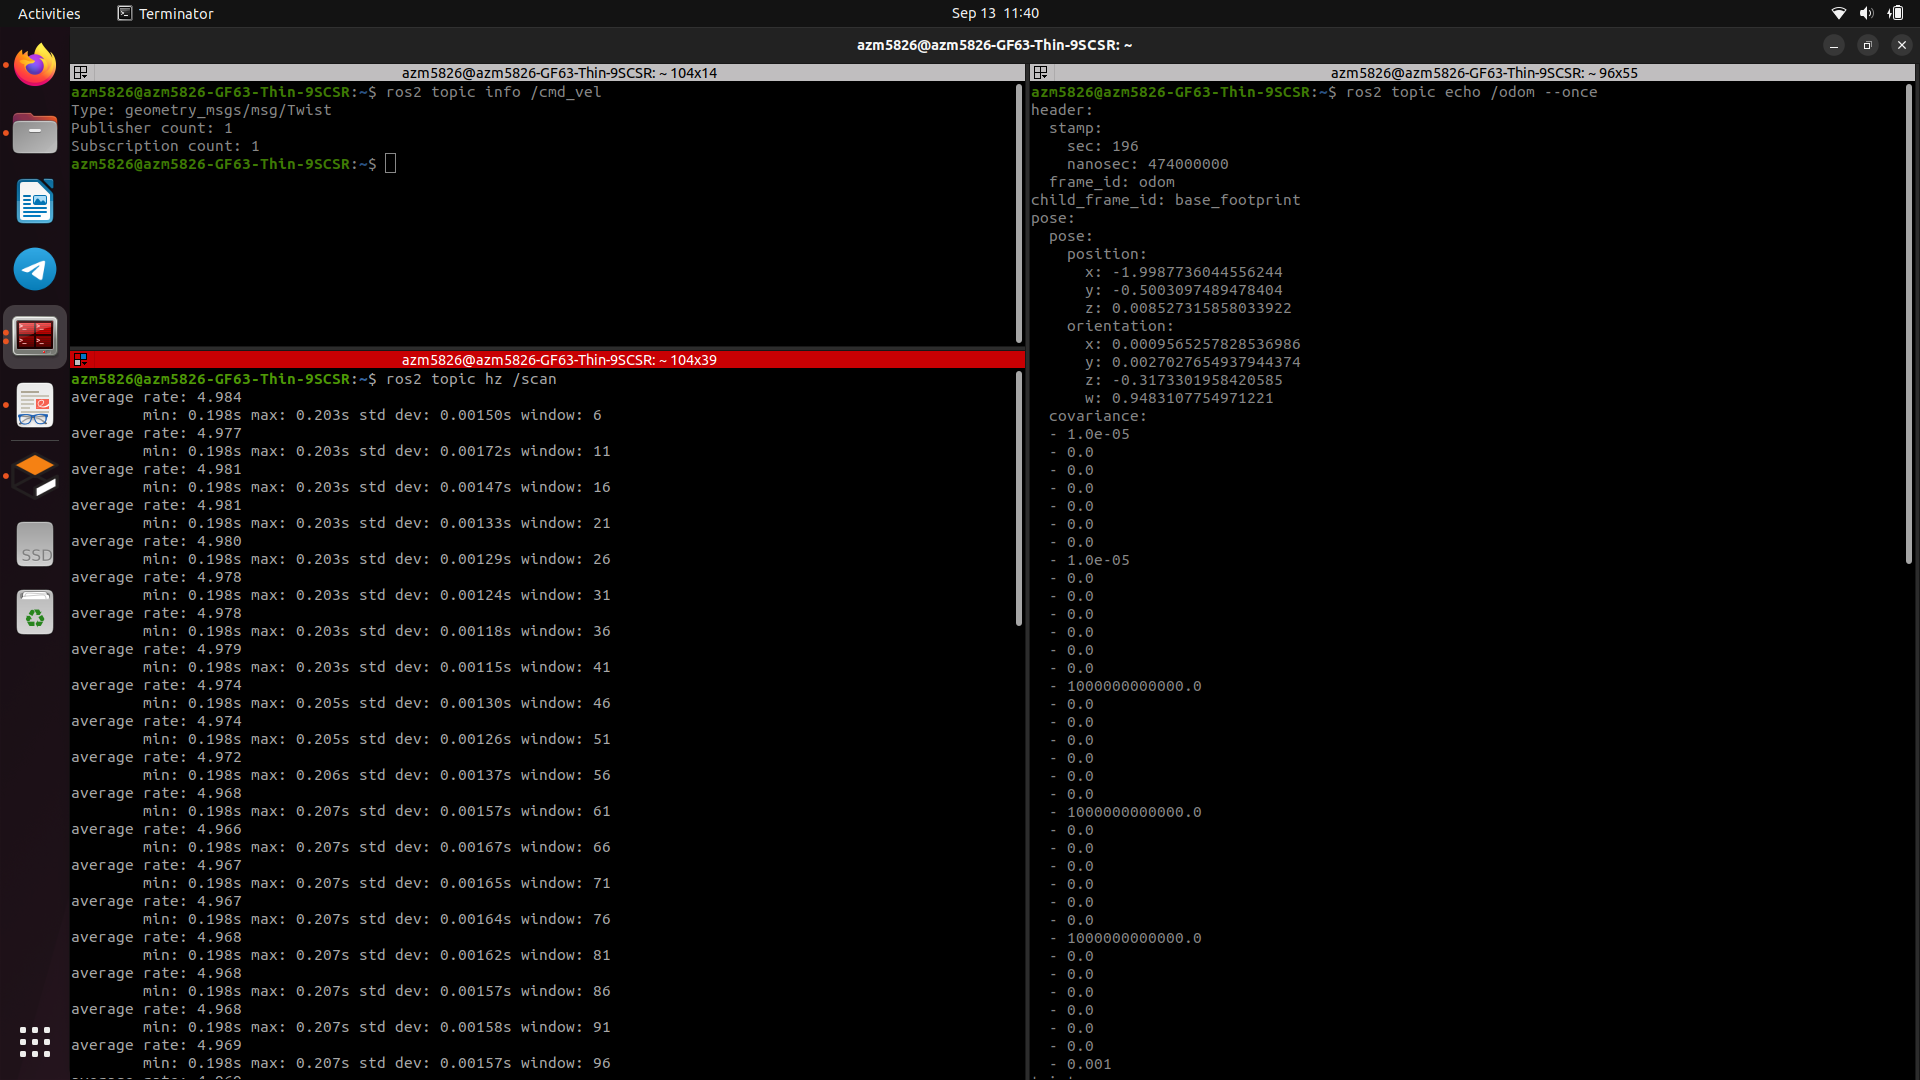 Activities
Terminator
Sep 13 11:40
azm5826@azm5826-GF63-Thin-9SCSR: ~
azm5826@azm5826-GF63-Thin-9SCSR: ~ 104x14
azm5826@azm5826-GF63-Thin-9SCSR:~$ ros2 topic info /cmd_vel
Type: geometry_msgs/msg/Twist
Publisher count: 1
Subscription count: 1
azm5826@azm5826-GF63-Thin-9SCSR:~$
azm5826@azm5826-GF63-Thin-9SCSR: ~ 104x39
azm5826@azm5826-GF63-Thin-9SCSR:~$ ros2 topic hz /scan
average rate: 4.984
min: 0.198s max: 0.203s std dev: 0.00150s window: 6
average rate: 4.977
min: 0.198s max: 0.203s std dev: 0.00172s window: 11
average rate: 4.981
min: 0.198s max: 0.203s std dev: 0.00147s window: 16
average rate: 4.981
min: 0.198s max: 0.203s std dev: 0.00133s window: 21
average rate: 4.980
min: 0.198s max: 0.203s std dev: 0.00129s window: 26
average rate: 4.978
min: 0.198s max: 0.203s std dev: 0.00124s window: 31
average rate: 4.978
min: 0.198s max: 0.203s std dev: 0.00118s window: 36
average rate: 4.979
min: 0.198s max: 0.203s std dev: 0.00115s window: 41
average rate: 4.974
min: 0.198s max: 0.205s std dev: 0.00130s window: 46
average rate: 4.974
min: 0.198s max: 0.205s std dev: 0.00126s window: 51
average rate: 4.972
min: 0.198s max: 0.206s std dev: 0.00137s window: 56
average rate: 4.968
min: 0.198s max: 0.207s std dev: 0.00157s window: 61
average rate: 4.966
min: 0.198s max: 0.207s std dev: 0.00167s window: 66
average rate: 4.967
min: 0.198s max: 0.207s std dev: 0.00165s window: 71
average rate: 4.967
min: 0.198s max: 0.207s std dev: 0.00164s window: 76
average rate: 4.968
min: 0.198s max: 0.207s std dev: 0.00162s window: 81
average rate: 4.968
min: 0.198s max: 0.207s std dev: 0.00157s window: 86
average rate: 4.968
min: 0.198s max: 0.207s std dev: 0.00158s window: 91
average rate: 4.969
min: 0.198s max: 0.207s std dev: 0.00157s window: 96
azm5826@azm5826-GF63-Thin-9SCSR: ~ 96x55
azm5826@azm5826-GF63-Thin-9SCSR:~$ ros2 topic echo /odom --once
header:
stamp:
sec: 196
nanosec: 474000000
frame_id: odom
child_frame_id: base_footprint
pose:
pose:
position:
x: -1.9987736044556244
y: -0.5003097489478404
z: 0.008527315858033922
orientation:
x: 0.0009565257828536986
y: 0.0027027654937944374
z: -0.3173301958420585
w: 0.9483107754971221
covariance:
- 1.0e-05
- 0.0
- 0.0
- 0.0
- 0.0
- 0.0
- 0.0
- 1.0e-05
- 0.0
- 0.0
- 0.0
- 0.0
- 0.0
- 0.0
- 1000000000000.0
- 0.0
- 0.0
- 0.0
- 0.0
- 0.0
- 0.0
- 1000000000000.0
- 0.0
- 0.0
- 0.0
- 0.0
- 0.0
- 0.0
- 1000000000000.0
- 0.0
- 0.0
- 0.0
- 0.0
- 0.0
- 0.0
- 0.001
SSD